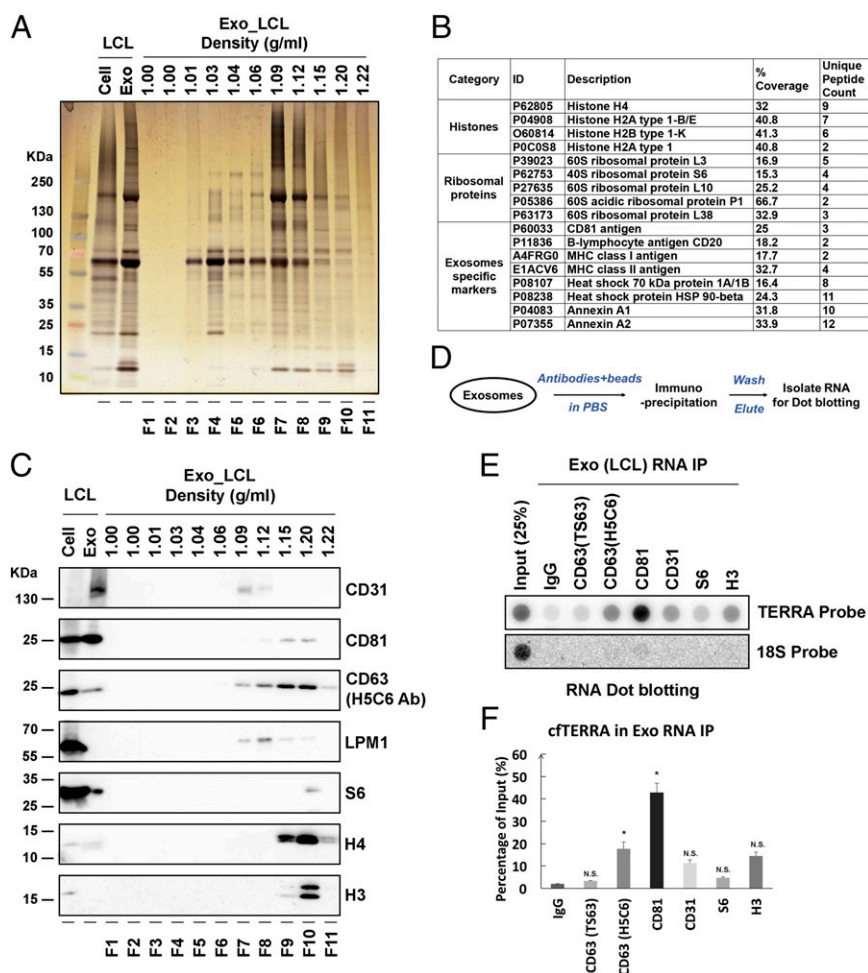 A
Exo_LCL
LCL Density (g/ml)
Cell Exo 1.00 1.00 1.01 1.03 1.04 1.06 1.09 1.12 1.15 1.20 1.22
KDa
250
130
100
70
55
35
25
15
10
F1 F2 F3 F4 F5 F6 F7 F8 F9 F10 F11
B
Category ID Description % Coverage Unique Peptide Count
Histones
P62805 Histone H4 32 9
P04908 Histone H2A type 1-B/E 40.8 7
O60814 Histone H2B type 1-K 41.3 6
P0C0S8 Histone H2A type 1 40.8 2
Ribosomal proteins
P39023 60S ribosomal protein L3 16.9 5
P62753 40S ribosomal protein S6 15.3 4
P27635 60S ribosomal protein L10 25.2 4
P05386 60S acidic ribosomal protein P1 66.7 2
P63173 60S ribosomal protein L38 32.9 3
Exosomes specific markers
P60033 CD81 antigen 25 3
P11836 B-lymphocyte antigen CD20 18.2 2
A4FRG0 MHC class I antigen 17.7 2
E1ACV6 MHC class II antigen 32.7 4
P08107 Heat shock 70 kDa protein 1A/1B 16.4 8
P08238 Heat shock protein HSP 90-beta 24.3 11
P04083 Annexin A1 31.8 10
P07355 Annexin A2 33.9 12
C
Exo_LCL
LCL Density (g/ml)
Cell Exo 1.00 1.00 1.01 1.03 1.04 1.06 1.09 1.12 1.15 1.20 1.22
KDa
130 CD31
25 CD81
25 CD63
(H5C6 Ab)
70
LPM1
55
35
S6
25
15
H4
10
15 H3
F1 F2 F3 F4 F5 F6 F7 F8 F9 F10 F11
D
Exosomes
Antibodies+beads
in PBS
Immuno
-precipitation
Wash
Elute
Isolate RNA
for Dot blotting
E
Exo (LCL) RNA IP
Input (25%) IgG CD63(TS63) CD63(H5C6) CD81 CD31 S6 H3
TERRA Probe
18S Probe
RNA Dot blotting
F
cfTERRA in Exo RNA IP
Percentage of Input (%)
60
50
40
30
20
10
0
N.S. * * N.S. N.S. N.S.
IgG CD63 (TS63) CD63 (H5C6) CD81 CD31 S6 H3